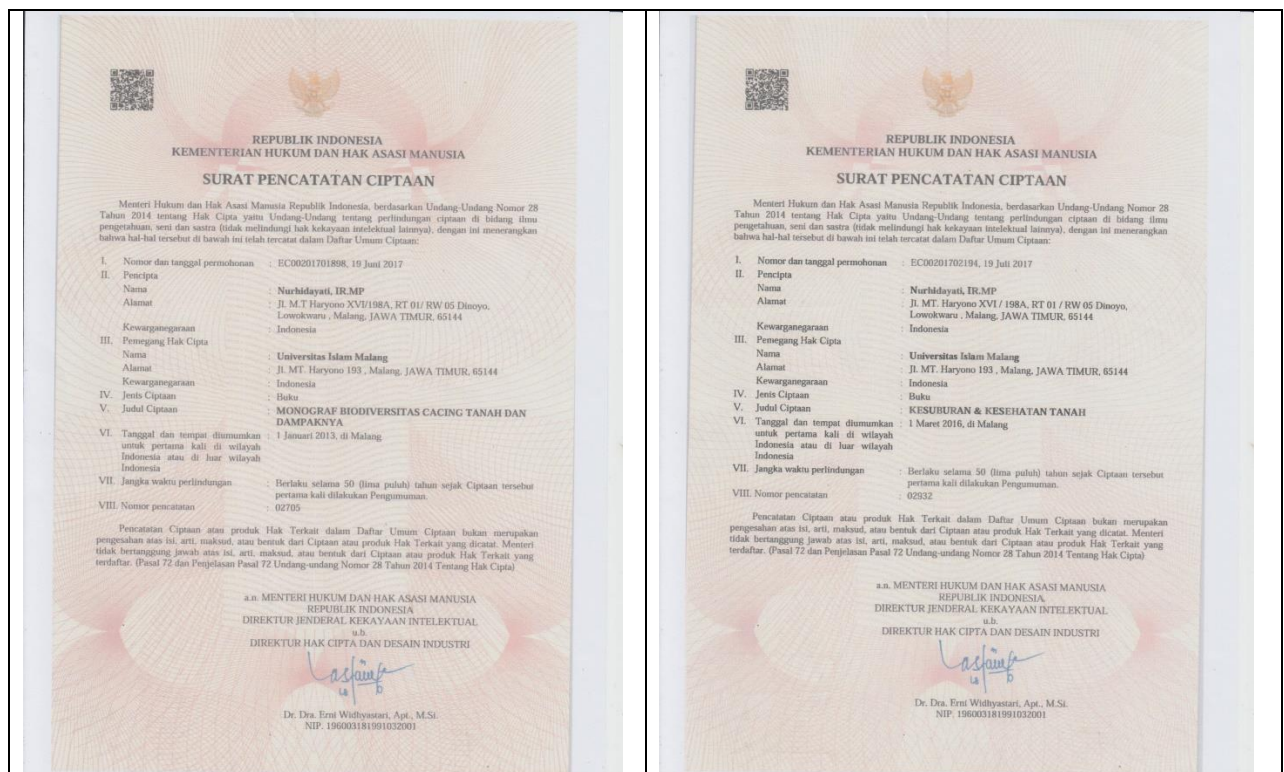 REPUBLIK INDONESIA
KEMENTERIAN HUKUM DAN HAK ASASI MANUSIA
SURAT PENCATATAN CIPTAAN
Menteri Hukum dan Hak Asasi Manusia Republik Indonesia, berdasarkan Undang-Undang Nomor 28
Tahun 2014 tentang Hak Cipta yaitu Undang-Undang tentang perlindungan ciptaan di bidang ilmu
pengetahuan, seni dan sastra (tidak melindungi hak kekayaan intelektual lainnya), dengan ini menerangkan
bahwa hal-hal tersebut di bawah ini telah tercatat dalam Daftar Umum Ciptaan:
I. Nomor dan tanggal permohonan : EC00201701898, 19 Juni 2017
II. Pencipta
Nama : Nurhidayati, IR.MP
Alamat : Jl. M.T Haryono XVI/198A, RT 01/ RW 05 Dinoyo,
Lowokwaru , Malang, JAWA TIMUR, 65144
Kewarganegaraan : Indonesia
III. Pemegang Hak Cipta
Nama : Universitas Islam Malang
Alamat : Jl. MT. Haryono 193 , Malang, JAWA TIMUR, 65144
Kewarganegaraan : Indonesia
IV. Jenis Ciptaan : Buku
V. Judul Ciptaan : MONOGRAF BIODIVERSITAS CACING TANAH DAN
DAMPAKNYA
VI. Tanggal dan tempat diumumkan : 1 Januari 2013, di Malang
untuk pertama kali di wilayah
Indonesia atau di luar wilayah
Indonesia
VII. Jangka waktu perlindungan : Berlaku selama 50 (lima puluh) tahun sejak Ciptaan tersebut
pertama kali dilakukan Pengumuman.
VIII. Nomor pencatatan : 02705
Pencatatan Ciptaan atau produk Hak Terkait dalam Daftar Umum Ciptaan bukan merupakan
pengesahan atas isi, arti, maksud, atau bentuk dari Ciptaan atau produk Hak Terkait yang dicatat. Menteri
tidak bertanggung jawab atas isi, arti, maksud, atau bentuk dari Ciptaan atau produk Hak Terkait yang
terdaftar. (Pasal 72 dan Penjelasan Pasal 72 Undang-undang Nomor 28 Tahun 2014 Tentang Hak Cipta)
a.n. MENTERI HUKUM DAN HAK ASASI MANUSIA
REPUBLIK INDONESIA
DIREKTUR JENDERAL KEKAYAAN INTELEKTUAL
u.b.
DIREKTUR HAK CIPTA DAN DESAIN INDUSTRI
Dr. Dra. Erni Widhyastari, Apt., M.Si.
NIP. 196003181991032001
REPUBLIK INDONESIA
KEMENTERIAN HUKUM DAN HAK ASASI MANUSIA
SURAT PENCATATAN CIPTAAN
Menteri Hukum dan Hak Asasi Manusia Republik Indonesia, berdasarkan Undang-Undang Nomor 28
Tahun 2014 tentang Hak Cipta yaitu Undang-Undang tentang perlindungan ciptaan di bidang ilmu
pengetahuan, seni dan sastra (tidak melindungi hak kekayaan intelektual lainnya), dengan ini menerangkan
bahwa hal-hal tersebut di bawah ini telah tercatat dalam Daftar Umum Ciptaan:
I. Nomor dan tanggal permohonan : EC00201702194, 19 Juli 2017
II. Pencipta
Nama : Nurhidayati, IR.MP
Alamat : Jl. MT. Haryono XVI / 198A, RT 01 / RW 05 Dinoyo,
Lowokwaru , Malang, JAWA TIMUR, 65144
Kewarganegaraan : Indonesia
III. Pemegang Hak Cipta
Nama : Universitas Islam Malang
Alamat : Jl. MT. Haryono 193 , Malang, JAWA TIMUR, 65144
Kewarganegaraan : Indonesia
IV. Jenis Ciptaan : Buku
V. Judul Ciptaan : KESUBURAN & KESEHATAN TANAH
VI. Tanggal dan tempat diumumkan : 1 Maret 2016, di Malang
untuk pertama kali di wilayah
Indonesia atau di luar wilayah
Indonesia
VII. Jangka waktu perlindungan : Berlaku selama 50 (lima puluh) tahun sejak Ciptaan tersebut
pertama kali dilakukan Pengumuman.
VIII. Nomor pencatatan : 02932
Pencatatan Ciptaan atau produk Hak Terkait dalam Daftar Umum Ciptaan bukan merupakan
pengesahan atas isi, arti, maksud, atau bentuk dari Ciptaan atau produk Hak Terkait yang dicatat. Menteri
tidak bertanggung jawab atas isi, arti, maksud, atau bentuk dari Ciptaan atau produk Hak Terkait yang
terdaftar. (Pasal 72 dan Penjelasan Pasal 72 Undang-undang Nomor 28 Tahun 2014 Tentang Hak Cipta)
a.n. MENTERI HUKUM DAN HAK ASASI MANUSIA
REPUBLIK INDONESIA
DIREKTUR JENDERAL KEKAYAAN INTELEKTUAL
u.b.
DIREKTUR HAK CIPTA DAN DESAIN INDUSTRI
Dr. Dra. Erni Widhyastari, Apt., M.Si.
NIP. 196003181991032001